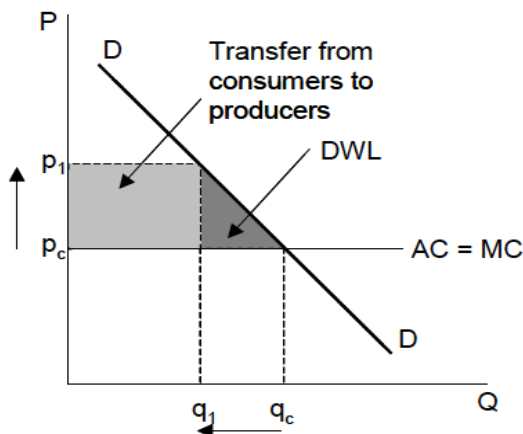 P
D
Transfer from
consumers to
producers
DWL
p1
pc
AC = MC
D
q1
qc
Q